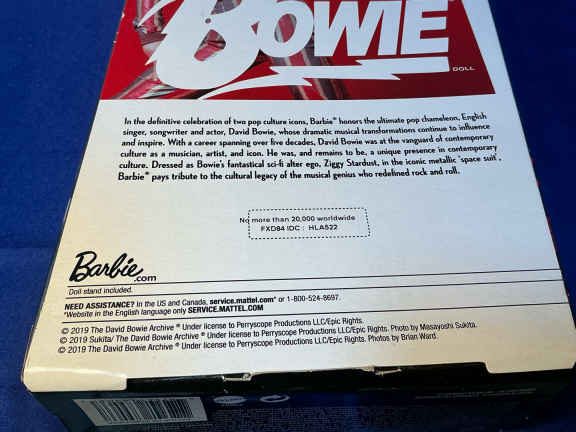 BOWIE
DOLL
In the definitive celebration of two pop culture icons, Barbie® honors the ultimate pop chameleon, English
singer, songwriter and actor, David Bowie, whose dramatic musical transformations continue to influence
and inspire. With a career spanning over five decades, David Bowie was at the vanguard of contemporary
culture as a musician, artist, and icon. He was, and remains to be, a unique presence in contemporary
culture. Dressed as Bowie's fantastical sci-fi alter ego, Ziggy Stardust, in the iconic metallic 'space suit',
Barbie® pays tribute to the cultural legacy of the musical genius who redefined rock and roll.
No more than 20,000 worldwide
FXD84 IDC : HLA522
Barbie.com
Doll stand included.
NEED ASSISTANCE? In the US and Canada, service.mattel.com* or 1-800-524-8697.
*Website in the English language only SERVICE.MATTEL.COM
© 2019 The David Bowie Archive ® Under license to Perryscope Productions LLC/Epic Rights.
© 2019 Sukita/ The David Bowie Archive ® Under license to Perryscope Productions LLC/Epic Rights. Photo by Masayoshi Sukita.
© 2019 The David Bowie Archive ® Under license to Perryscope Productions LLC/Epic Rights. Photos by Brian Ward.